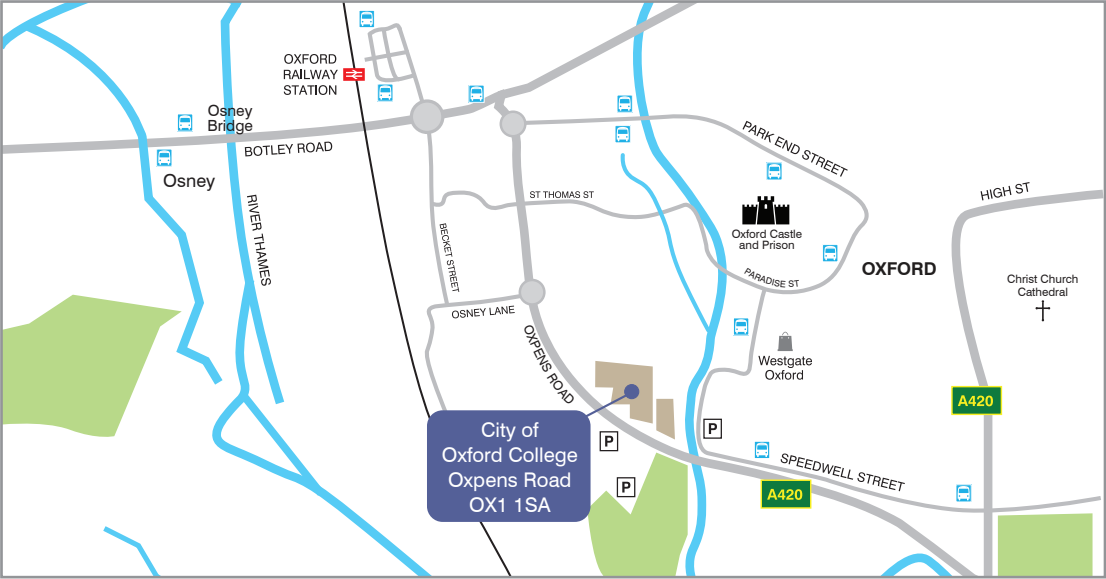 OXFORD
RAILWAY
STATION
Osney
Bridge
BOTLEY ROAD
Osney
RIVER THAMES
PARK END STREET
ST THOMAS ST
BECKET STREET
Oxford Castle
and Prison
HIGH ST
OXFORD
PARADISE ST
Christ Church
Cathedral
OSNEY LANE
OXPENS ROAD
Westgate
Oxford
A420
City of
Oxford College
Oxpens Road
OX1 1SA
P
P
P
SPEEDWELL STREET
A420